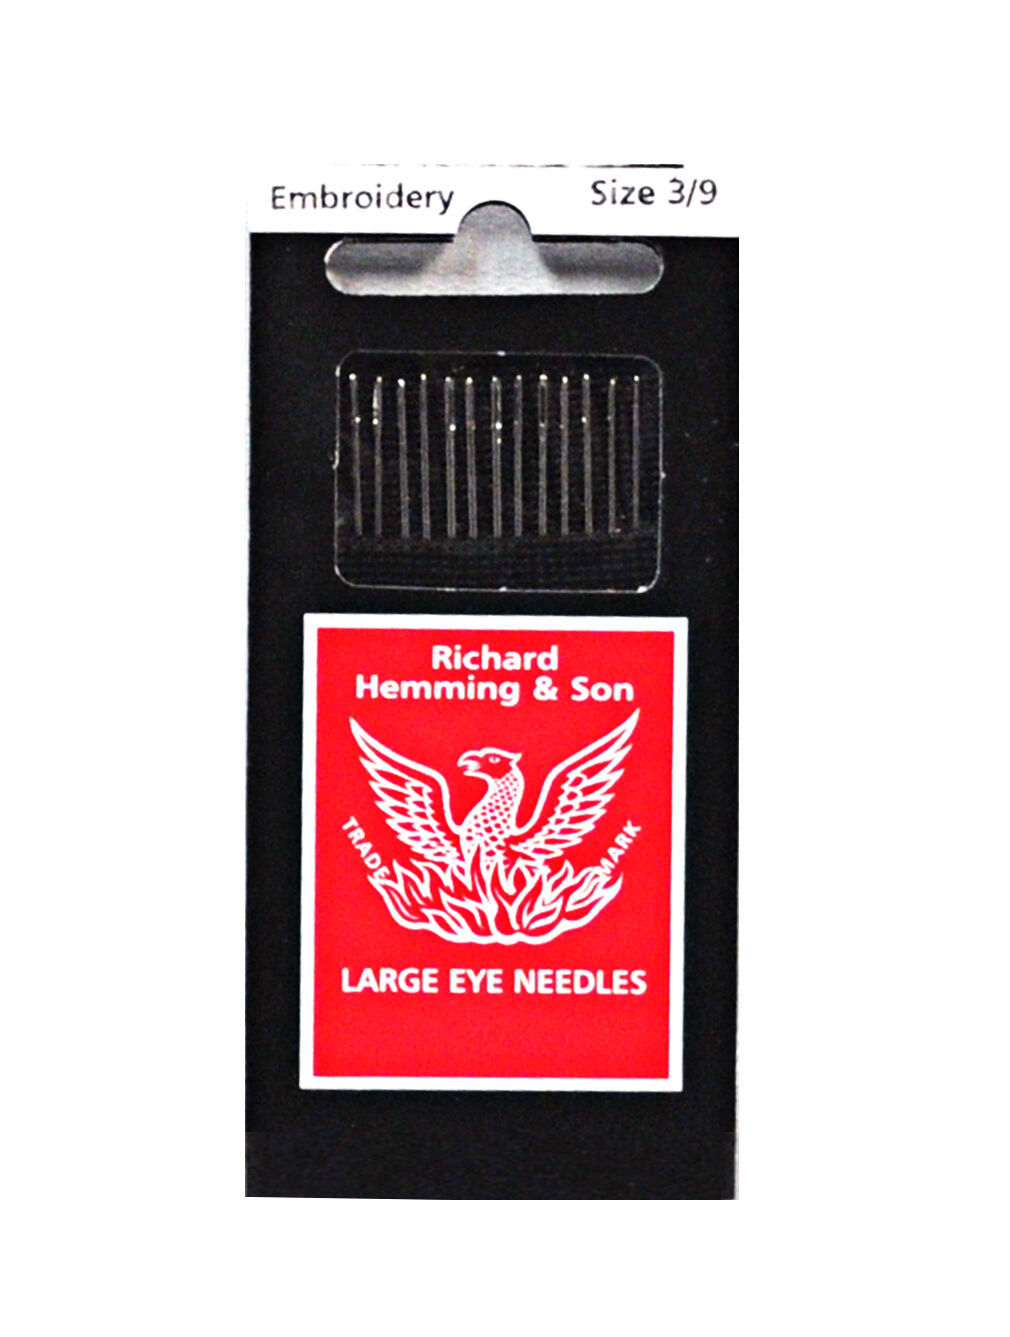 Embroidery Size 3/9
Richard
Hemming & Son
TRADE MARK
LARGE EYE NEEDLES